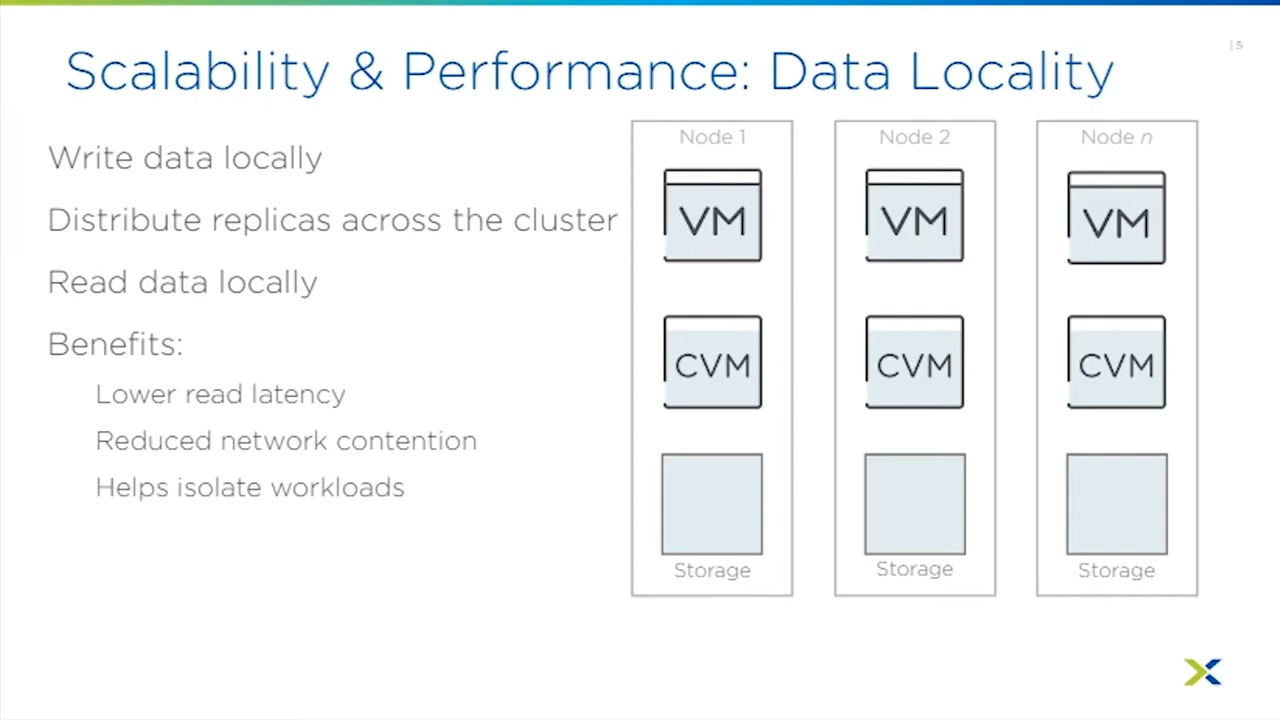 | 5
Scalability & Performance: Data Locality
Write data locally
Distribute replicas across the cluster
Read data locally
Benefits:
Lower read latency
Reduced network contention
Helps isolate workloads
Node 1
VM
CVM
Storage
Node 2
VM
CVM
Storage
Node n
VM
CVM
Storage